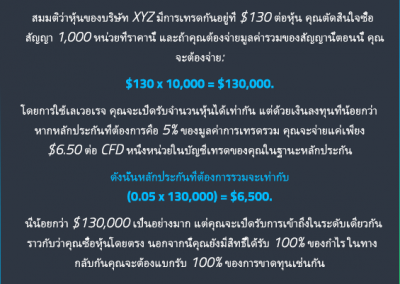 สมมติว่าหุ้นของบริษัท XYZ มีการเทรดกันอยู่ที่ $130 ต่อหุ้น คุณตัดสินใจซื้อ
สัญญา 1,000 หน่วยที่ราคานี้ และถ้าคุณต้องจ่ายมูลค่ารวมของสัญญานี้ตอนนี้ คุณ
จะต้องจ่าย:
$130 x 10,000 = $130,000.
โดยการใช้เลเวอเรจ คุณจะเปิดรับจำนวนหุ้นได้เท่ากัน แต่ด้วยเงินลงทุนที่น้อยกว่า
หากหลักประกันที่ต้องการคือ 5% ของมูลค่าการเทรดรวม คุณจะจ่ายแค่เพียง
$6.50 ต่อ CFD หนึ่งหน่วยในบัญชีเทรดของคุณในฐานะหลักประกัน
ดังนั้นหลักประกันที่ต้องการรวมจะเท่ากับ
(0.05 x 130,000) = $6,500.
นี่น้อยกว่า $130,000 เป็นอย่างมาก แต่คุณจะเปิดรับการเข้าถึงในระดับเดียวกัน
ราวกับว่าคุณซื้อหุ้นโดยตรง นอกจากนี้คุณยังมีสิทธิ์ได้รับ 100% ของกำไร ในทาง
กลับกันคุณจะต้องแบกรับ 100% ของการขาดทุนเช่นกัน